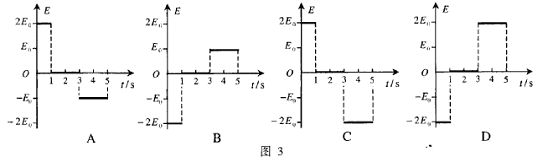 E
2E₀
E₀
O
-E₀
-2E₀
1 2 3 4 5 t/s
A
E
2E₀
E₀
O
-E₀
-2E₀
1 2 3 4 5 t/s
B
E
2E₀
E₀
O
-E₀
-2E₀
1 2 3 4 5 t/s
C
E
2E₀
E₀
O
-E₀
-2E₀
1 2 3 4 5 t/s
D
图 3